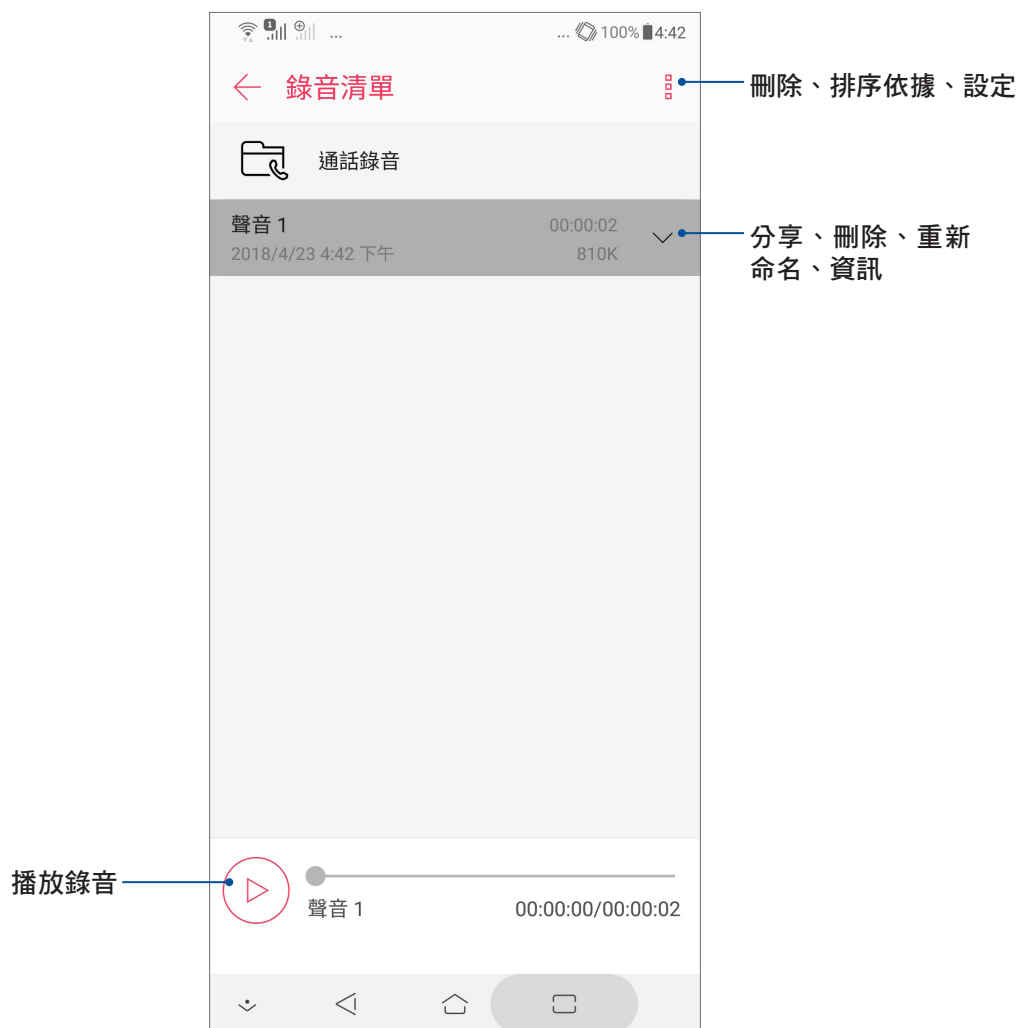 1
... ... 100% 4:42
錄音清單
刪除、排序依據、設定
通話錄音
聲音 1 00:00:02
2018/4/23 4:42 下午 810K
分享、刪除、重新
命名、資訊
播放錄音
聲音 1 00:00:00/00:00:02